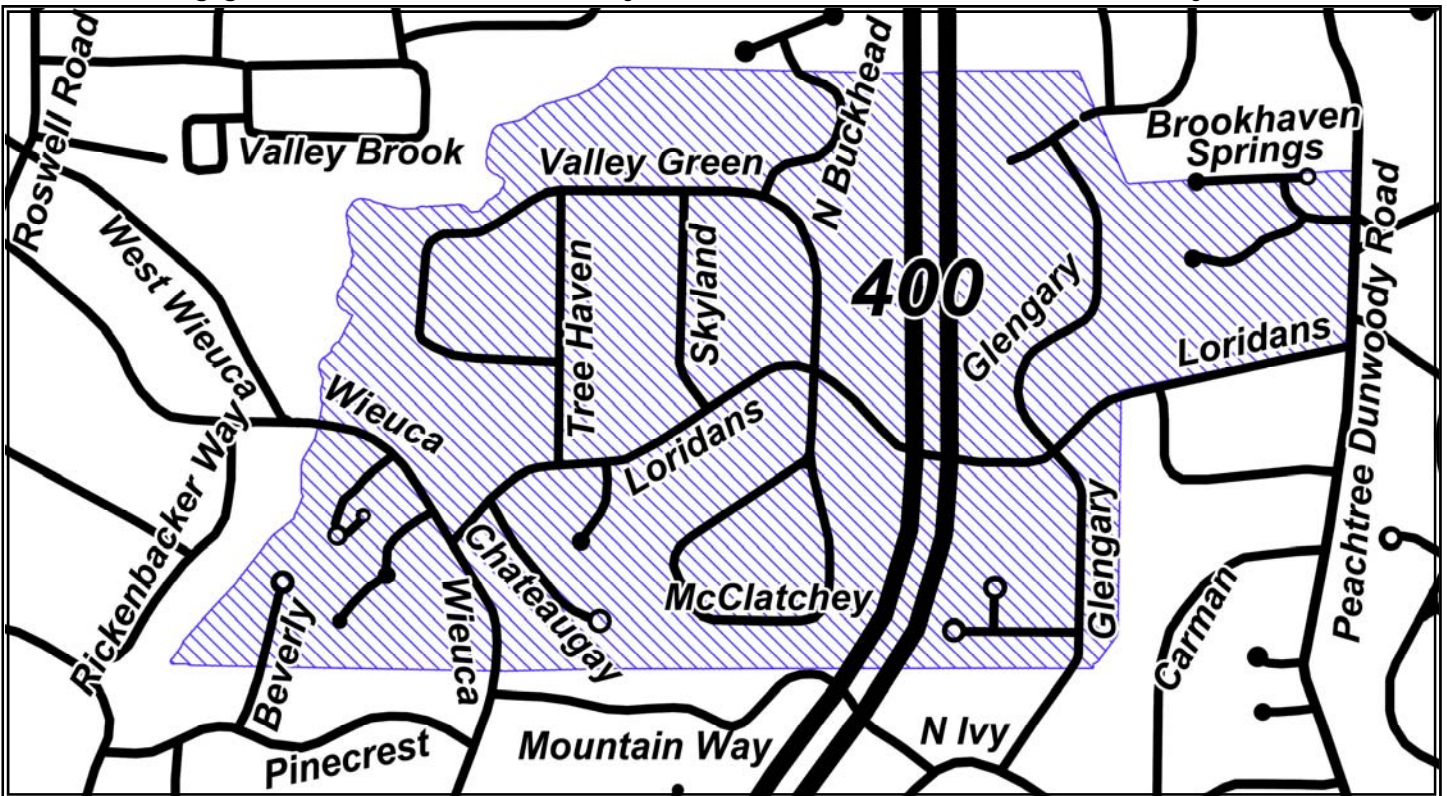 Roswell Road
Valley Brook
N Buckhead
Brookhaven
Springs
Valley Green
West Wieuca
Tree Haven
Skyland
400
Glengary
Loridans
Peachtree Dunwoody Road
Wieuca
Rickenbacker Way
Loridans
Chateaugay
McClatchey
Glengary
Wieuca
Beverly
Carman
Pinecrest
Mountain Way
N Ivy